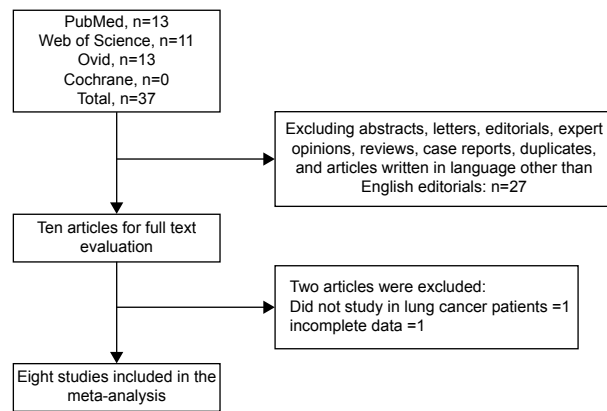 PubMed, n=13
Web of Science, n=11
Ovid, n=13
Cochrane, n=0
Total, n=37
Excluding abstracts, letters, editorials, expert
opinions, reviews, case reports, duplicates,
and articles written in language other than
English editorials: n=27
Ten articles for full text
evaluation
Two articles were excluded:
Did not study in lung cancer patients =1
incomplete data =1
Eight studies included in the
meta-analysis